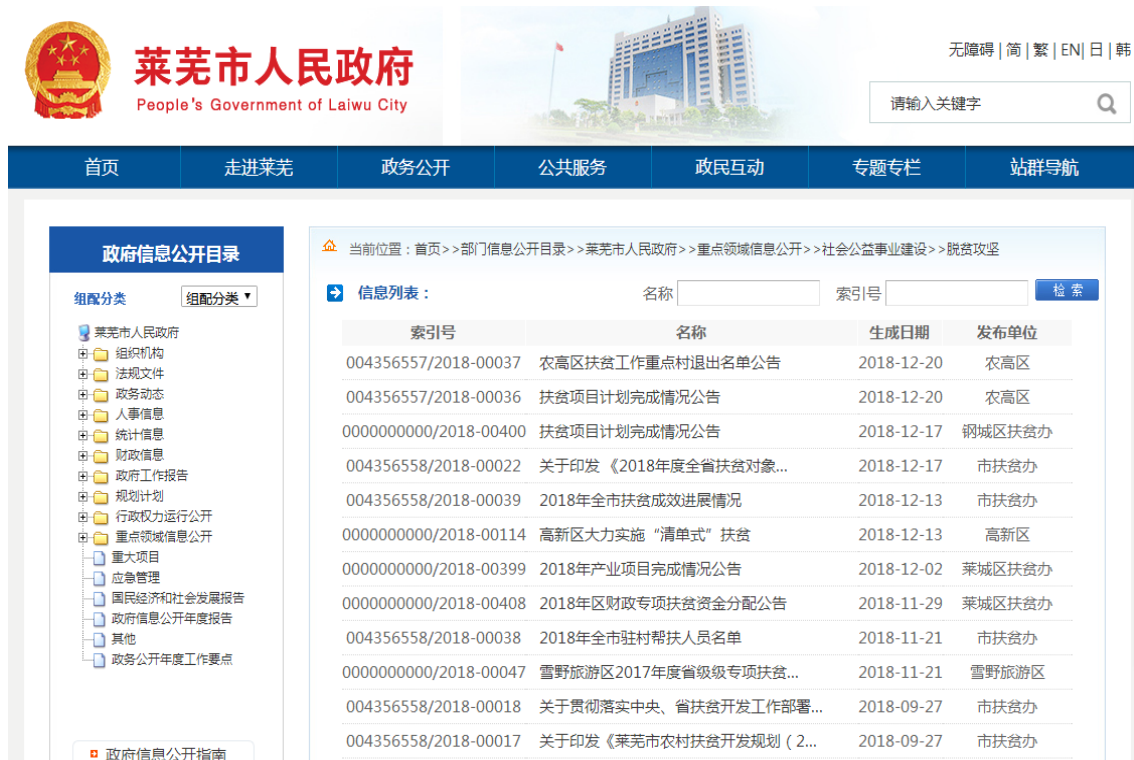 莱芜市人民政府
People's Government of Laiwu City
无障碍 | 简 | 繁 | EN| 日 | 韩
请输入关键字
首页 走进莱芜 政务公开 公共服务 政民互动 专题专栏 站群导航
政府信息公开目录
组配分类 组配分类
莱芜市人民政府
组织机构
法规文件
政务动态
人事信息
统计信息
财政信息
政府工作报告
规划计划
行政权力运行公开
重点领域信息公开
重大项目
应急管理
国民经济和社会发展报告
政府信息公开年度报告
其他
政务公开年度工作要点
政府信息公开指南
当前位置：首页>>部门信息公开目录>>莱芜市人民政府>>重点领域信息公开>>社会公益事业建设>>脱贫攻坚
信息列表： 名称 索引号 检 索
索引号 名称 生成日期 发布单位
004356557/2018-00037 农高区扶贫工作重点村退出名单公告 2018-12-20 农高区
004356557/2018-00036 扶贫项目计划完成情况公告 2018-12-20 农高区
0000000000/2018-00400 扶贫项目计划完成情况公告 2018-12-17 钢城区扶贫办
004356558/2018-00022 关于印发 《2018年度全省扶贫对象... 2018-12-17 市扶贫办
004356558/2018-00039 2018年全市扶贫成效进展情况 2018-12-13 市扶贫办
0000000000/2018-00114 高新区大力实施“清单式”扶贫 2018-12-13 高新区
0000000000/2018-00399 2018年产业项目完成情况公告 2018-12-02 莱城区扶贫办
0000000000/2018-00408 2018年区财政专项扶贫资金分配公告 2018-11-29 莱城区扶贫办
004356558/2018-00038 2018年全市驻村帮扶人员名单 2018-11-21 市扶贫办
0000000000/2018-00047 雪野旅游区2017年度省级级专项扶贫... 2018-11-21 雪野旅游区
004356558/2018-00018 关于贯彻落实中央、省扶贫开发工作部署... 2018-09-27 市扶贫办
004356558/2018-00017 关于印发《莱芜市农村扶贫开发规划（2... 2018-09-27 市扶贫办